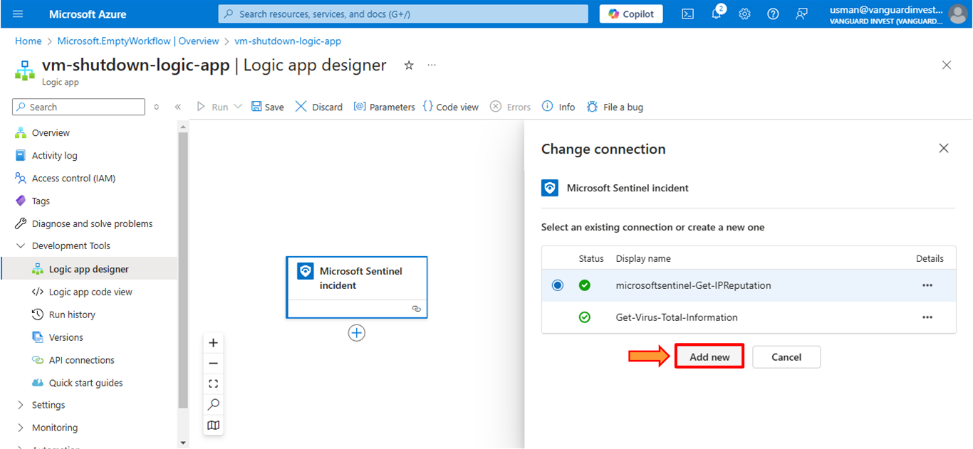 Microsoft Azure
Search resources, services, and docs (G+/)
Copilot
2
usman@vanguardinvest...
VANGUARD INVEST (VANGUARD...
Home > Microsoft.EmptyWorkflow | Overview > vm-shutdown-logic-app
vm-shutdown-logic-app | Logic app designer
Logic app
Search
Run
Save
Discard
Parameters
Code view
Errors
Info
File a bug
Overview
Activity log
Access control (IAM)
Tags
Diagnose and solve problems
Development Tools
Logic app designer
Logic app code view
Run history
Versions
API connections
Quick start guides
Settings
Monitoring
Microsoft Sentinel
incident
Change connection
Microsoft Sentinel incident
Select an existing connection or create a new one
Status Display name Details
microsoftsentinel-Get-IPReputation
Get-Virus-Total-Information
Add new
Cancel